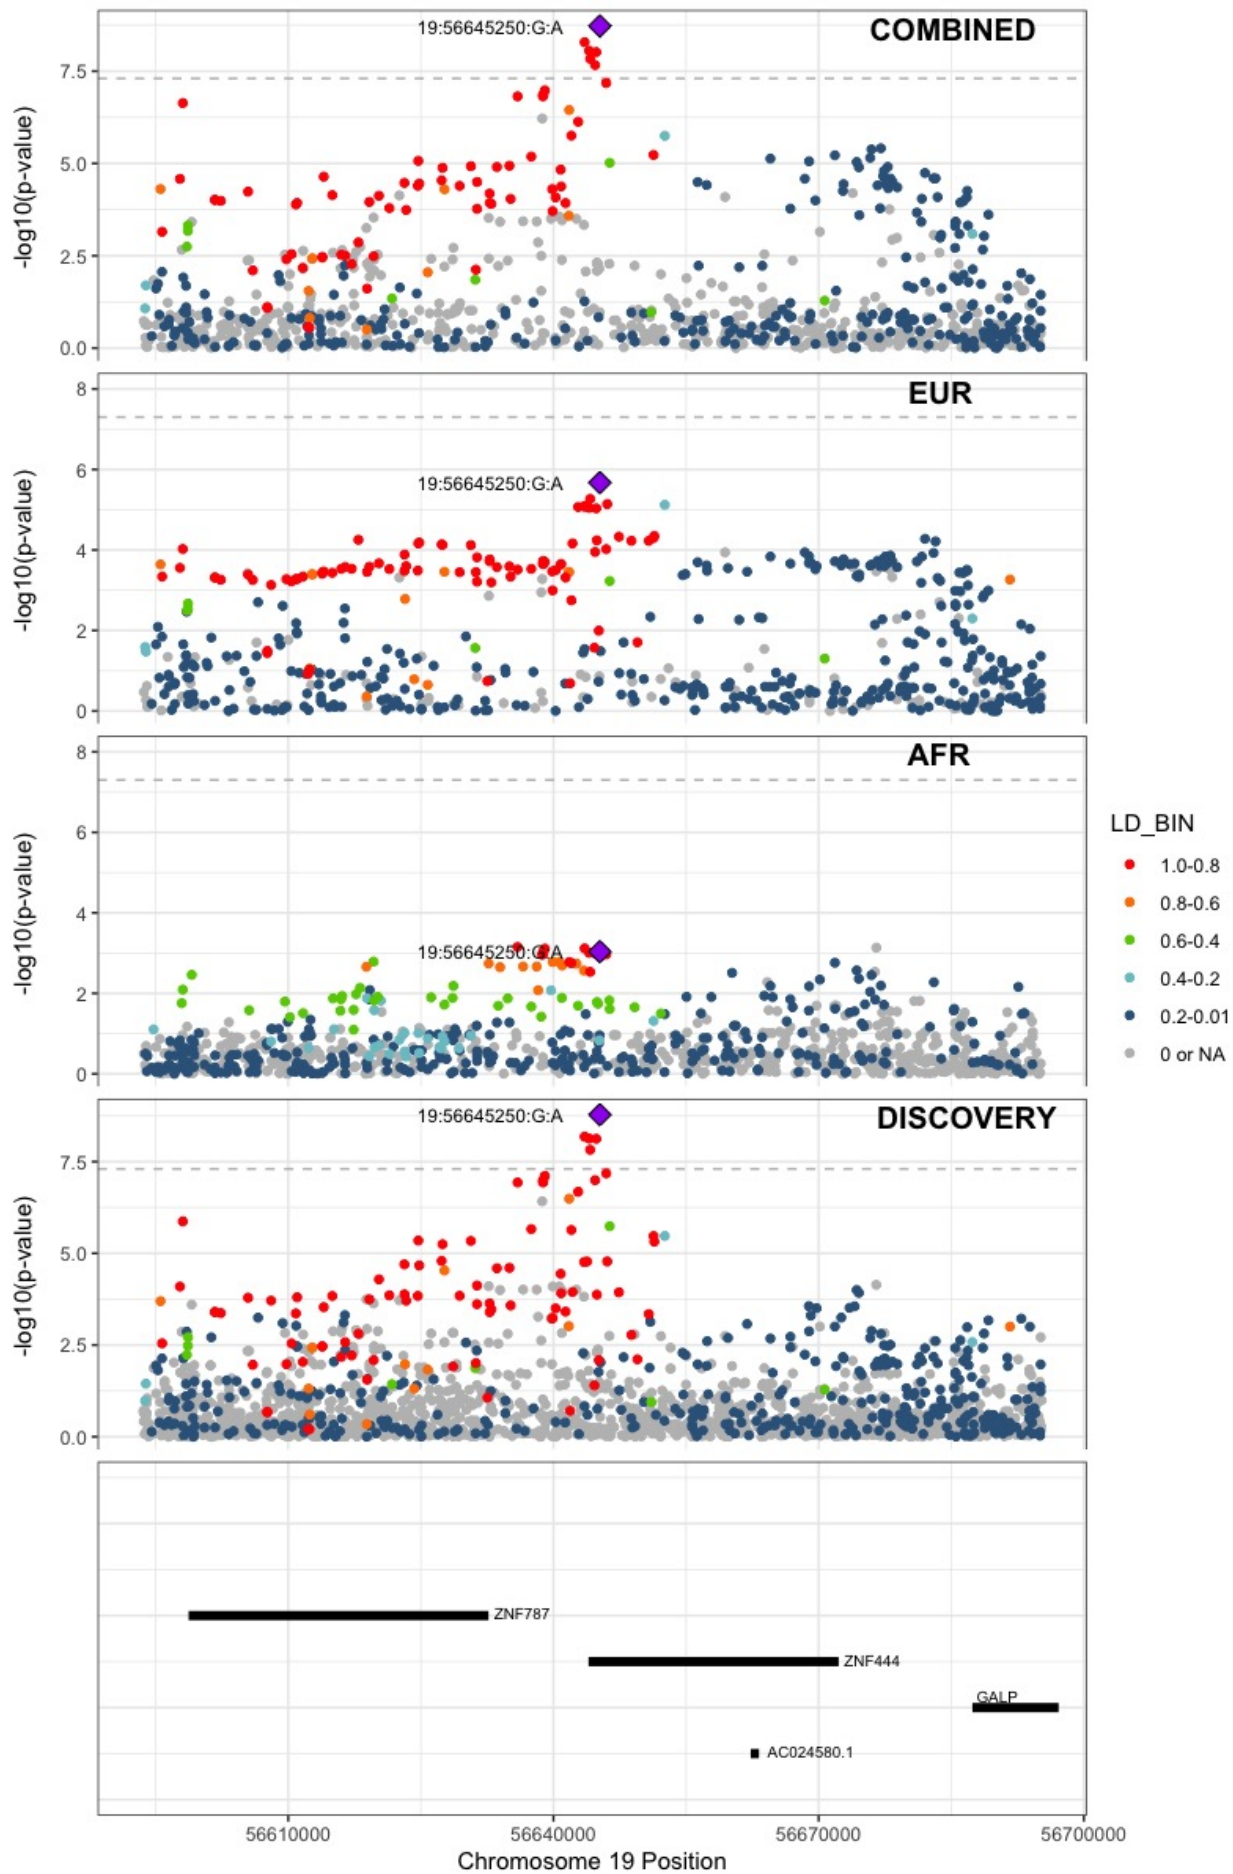 COMBINED
19:56645250:G:A
7.5
5.0
2.5
0.0
-log10(p-value)
EUR
19:56645250:G:A
8
6
4
2
0
-log10(p-value)
AFR
19:56645250:G:A
8
6
4
2
0
-log10(p-value)
LD_BIN
1.0-0.8
0.8-0.6
0.6-0.4
0.4-0.2
0.2-0.01
0 or NA
DISCOVERY
19:56645250:G:A
7.5
5.0
2.5
0.0
-log10(p-value)
ZNF787
ZNF444
GALP
AC024580.1
56610000 56640000 56670000 56700000
Chromosome 19 Position